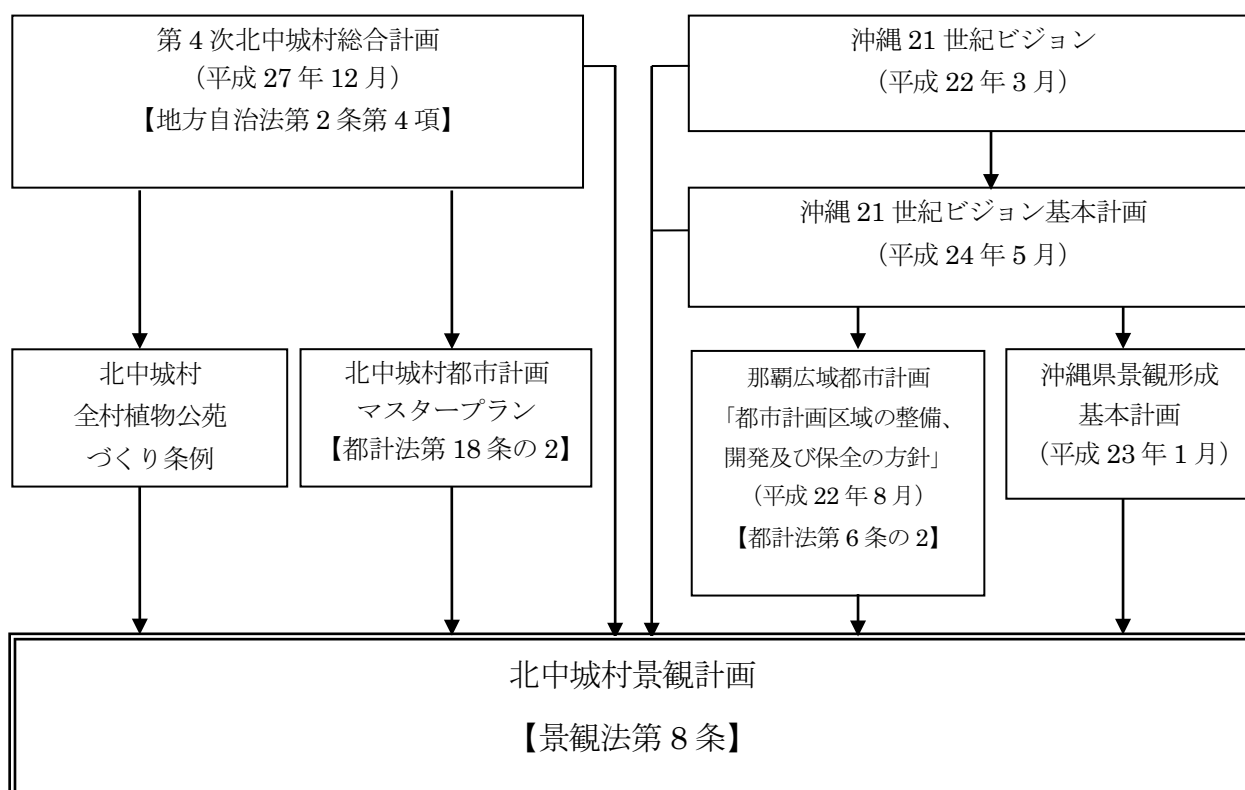 第4次北中城村総合計画
（平成27年12月）
【地方自治法第2条第4項】
沖縄21世紀ビジョン
（平成22年3月）
沖縄21世紀ビジョン基本計画
（平成24年5月）
北中城村
全村植物公苑
づくり条例
北中城村都市計画
マスタープラン
【都計法第18条の2】
那覇広域都市計画
「都市計画区域の整備、
開発及び保全の方針」
（平成22年8月）
【都計法第6条の2】
沖縄県景観形成
基本計画
（平成23年1月）
北中城村景観計画
【景観法第8条】